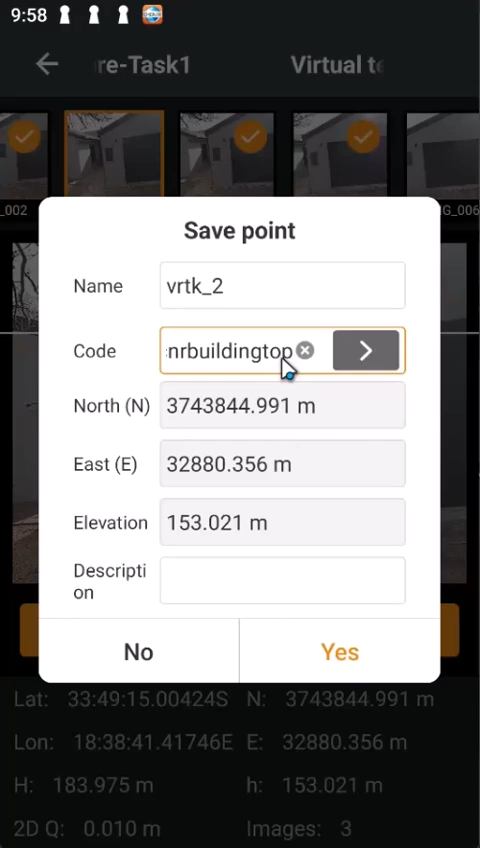 9:58
re-Task1 Virtual te
_002
G_006
Save point
Name vrtk_2
Code nrbuildingtop
North (N) 3743844.991 m
East (E) 32880.356 m
Elevation 153.021 m
Descripti
on
No Yes
Lat: 33:49:15.00424S N: 3743844.991 m
Lon: 18:38:41.41746E E: 32880.356 m
H: 183.975 m h: 153.021 m
2D Q: 0.010 m Images: 3